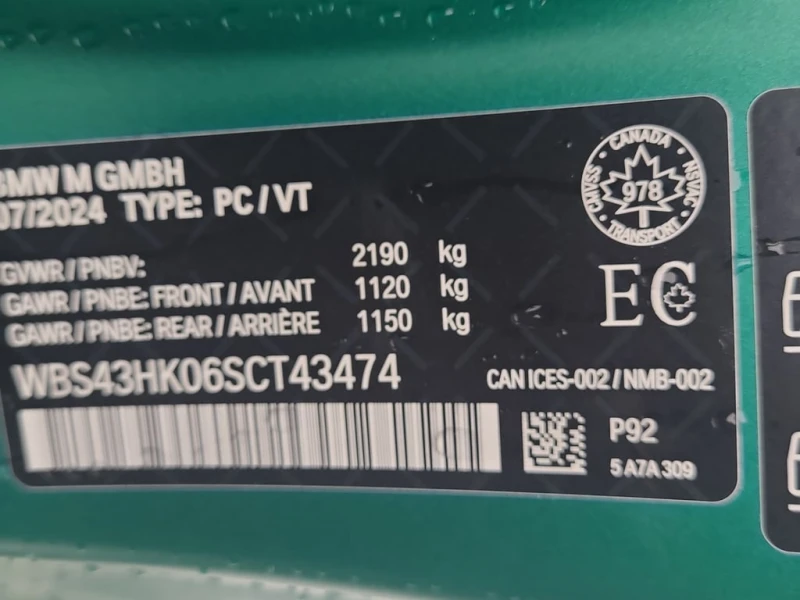 BMW M GMBH
07/2024 TYPE: PC/VT
GVWR/PNBV: 2190 kg
GAWR/PNBE: FRONT/AVANT 1120 kg
GAWR/PNBE: REAR/ARRIÈRE 1150 kg
WBS43HK06SCT43474
CANADA
CMVSS 978 NSVAC
TRANSPORT
EC
CAN ICES-002/NMB-002
P92
5 A7A 309